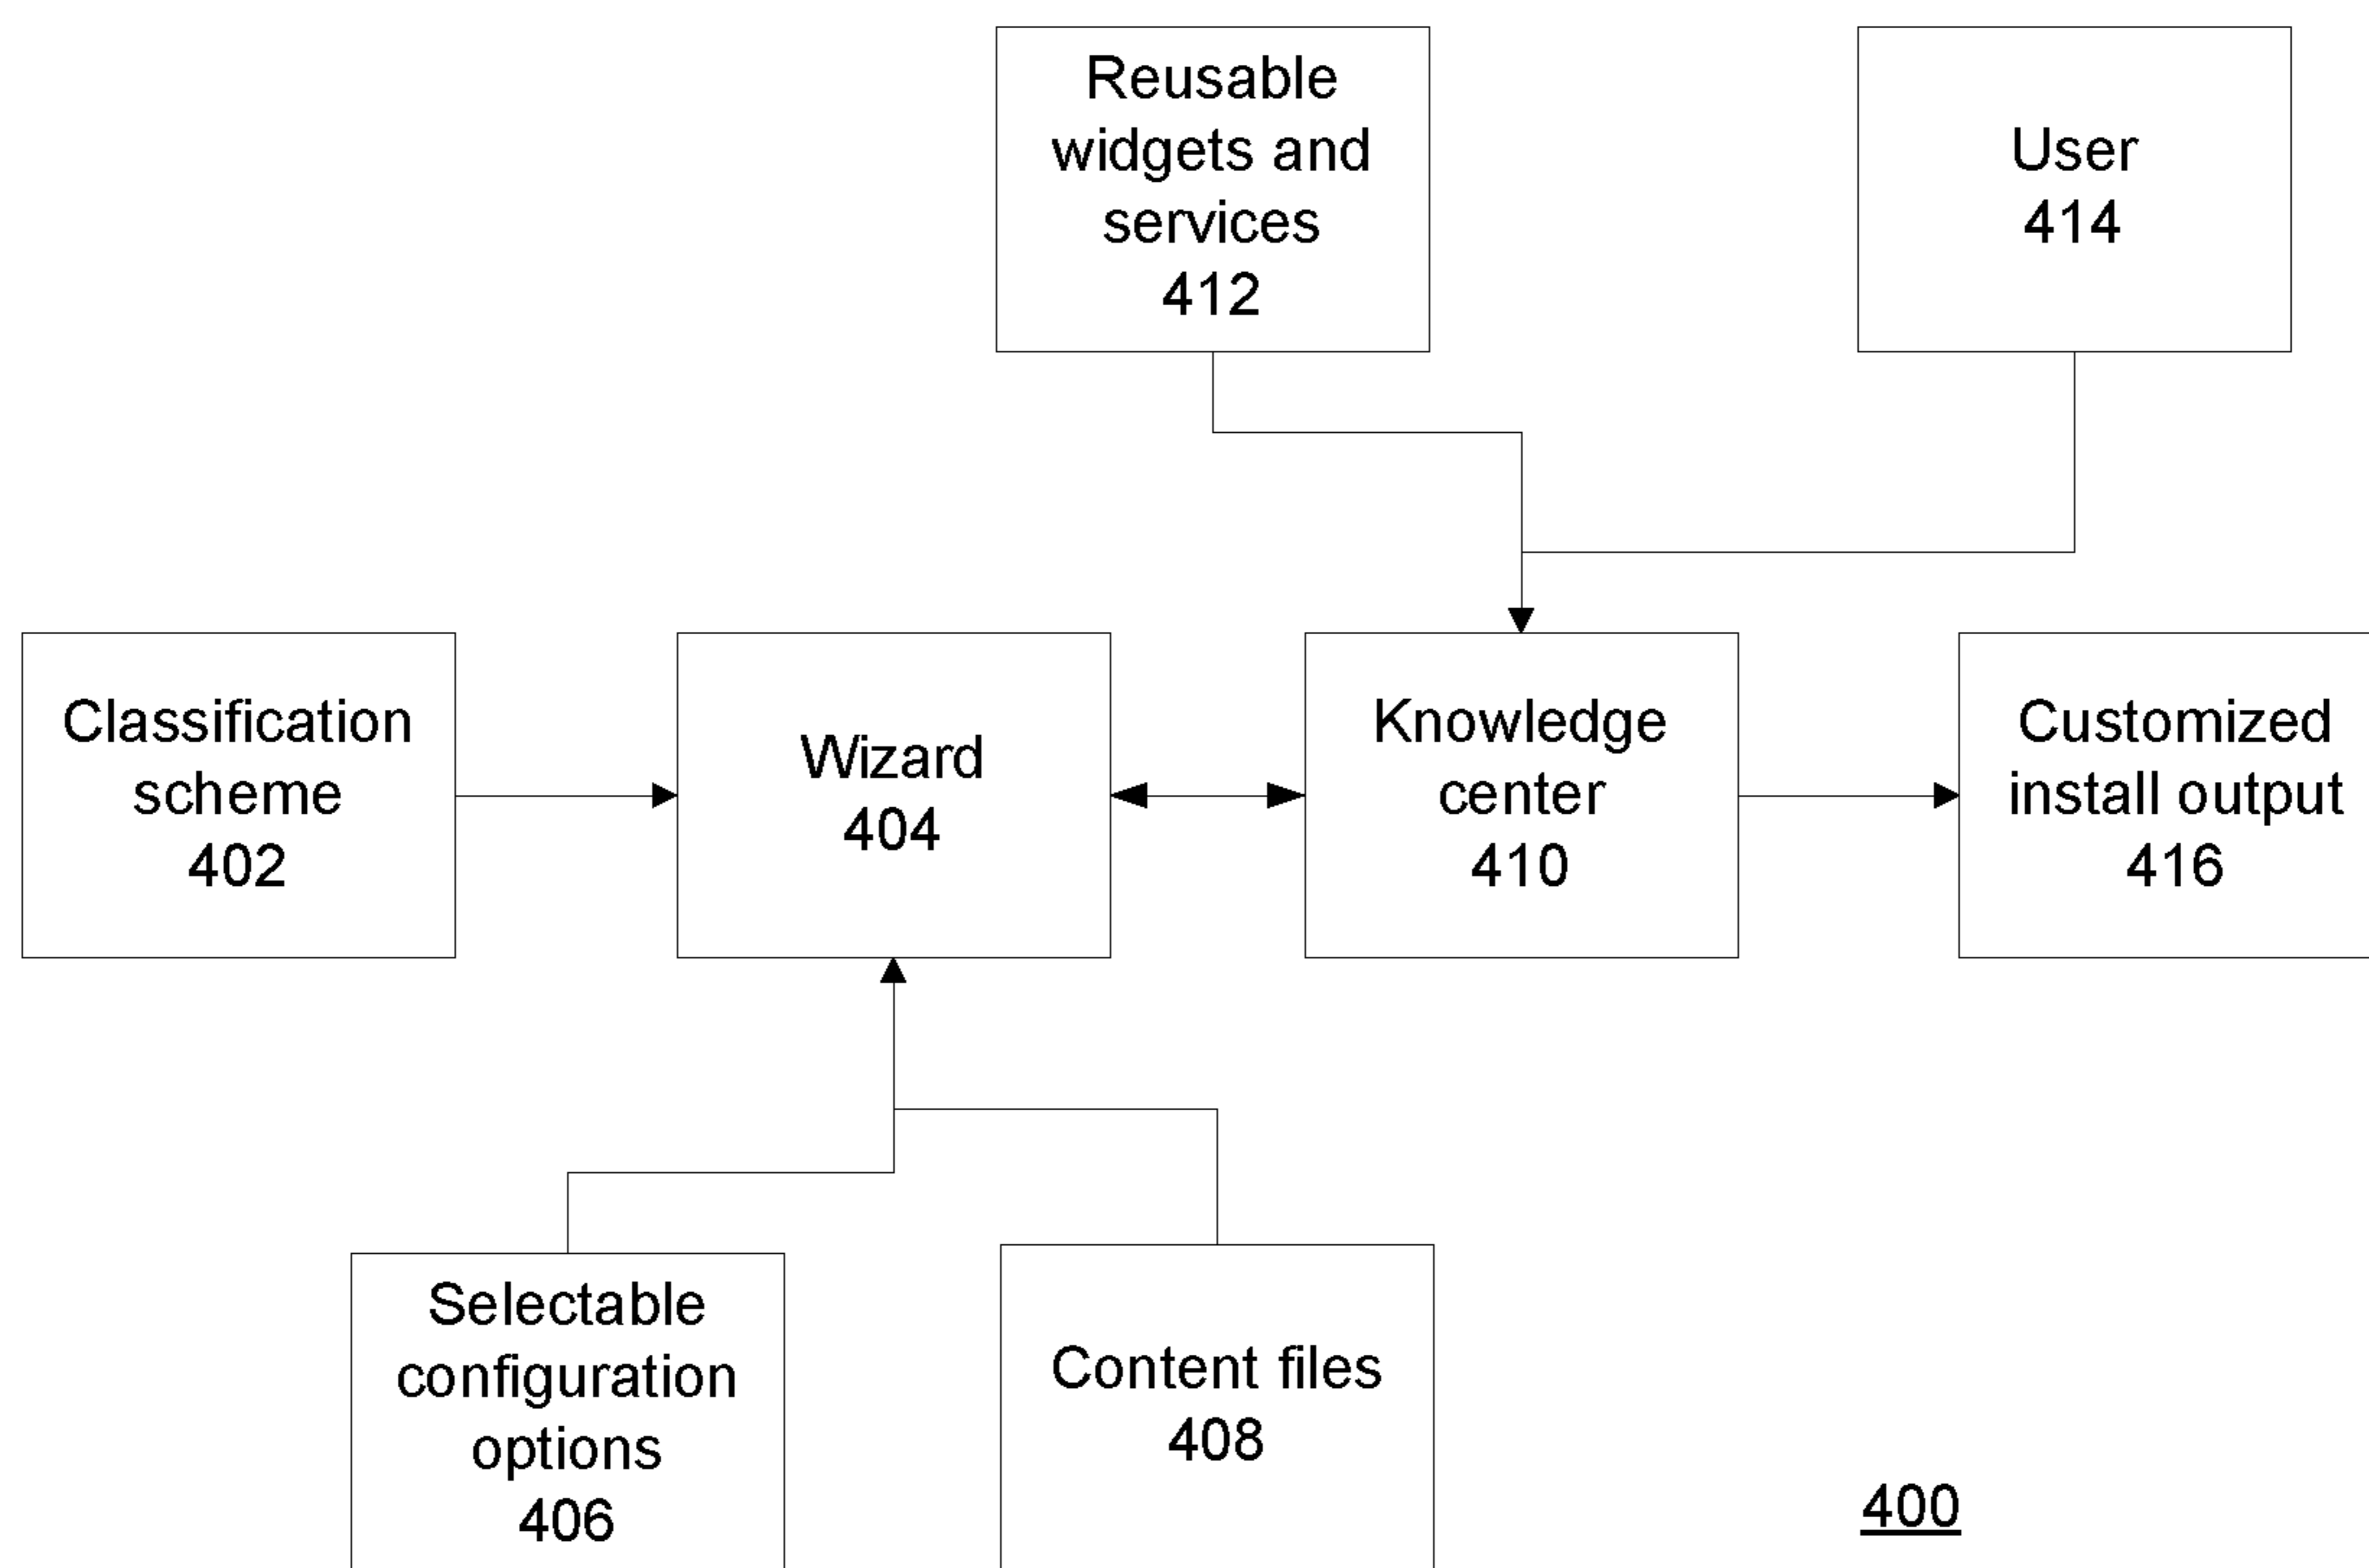 Reusable
widgets and
services
412
User
414
Classification
scheme
402
Wizard
404
Knowledge
center
410
Customized
install output
416
Selectable
configuration
options
406
Content files
408
400